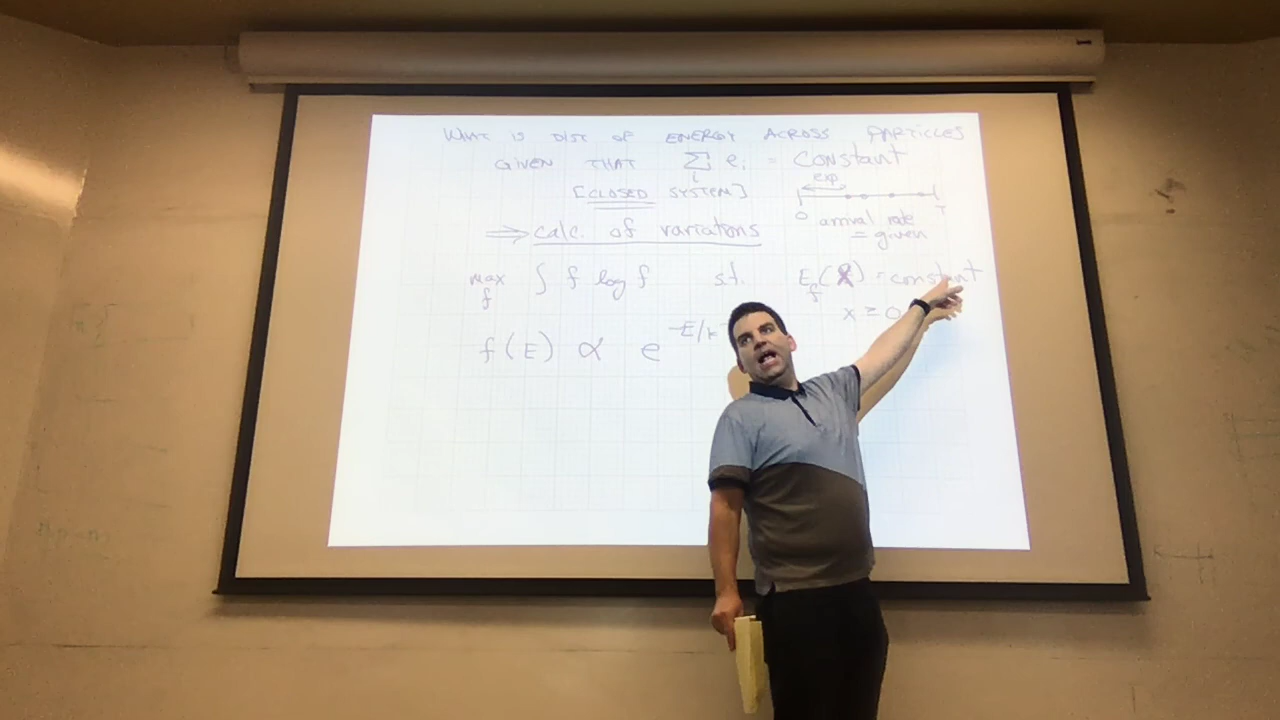 WHAT IS DIST OF ENERGY ACROSS PARTICLES
GIVEN THAT Σ e_i = CONSTANT
i
[CLOSED SYSTEM]
exp
0 T
arrival rate
= given
⇒ calc. of variations
max ∫ f log f s.t. E_f(X) = constant
f
x ≥ 0
f(E) ∝ e^{-E/k